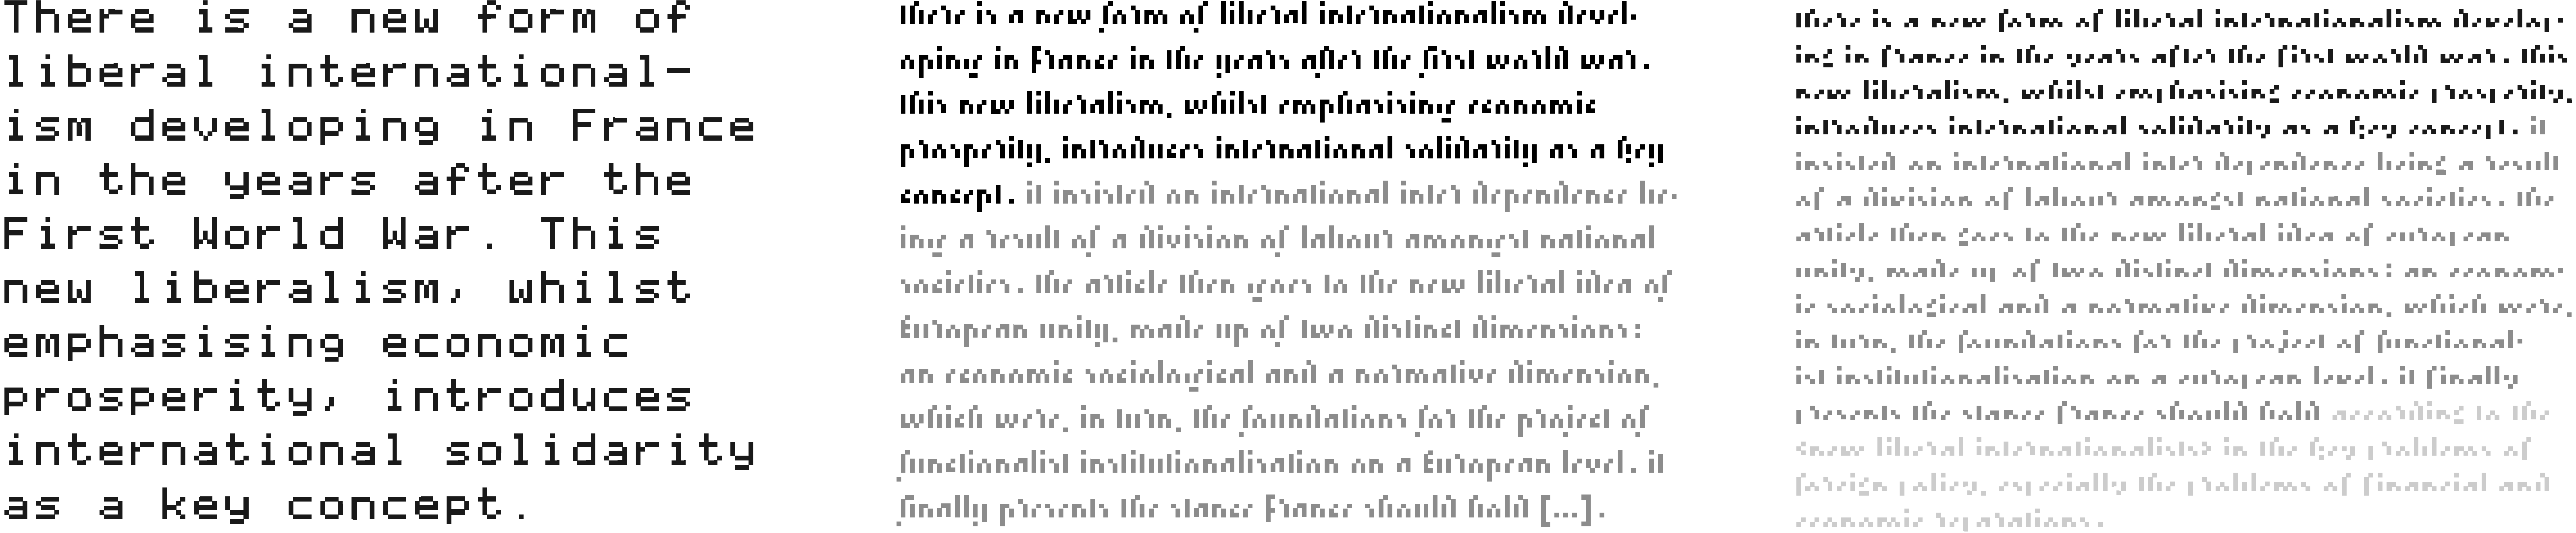 There is a new form of
liberal international-
ism developing in France
in the years after the
First World War. This
new liberalism, whilst
emphasising economic
prosperity, introduces
international solidarity
as a key concept.
there is a new form of liberal internationalism devel-
oping in France in the years after the first world war.
this new liberalism, whilst emphasising economic
prosperity, introduces international solidarity as a key
concept. it insisted on international inter dependence be-
ing a result of a division of labour amongst national
societies. the article then goes to the new liberal idea of
European unity, made up of two distinct dimensions:
an economic sociological and a normative dimension,
which were, in turn, the foundations for the project of
functionalist institutionalisation on a European level. it
finally presents the stance France should hold [...].
there is a new form of liberal internationalism develop-
ing in france in the years after the first world war. this
new liberalism, whilst emphasising economic prosperity,
introduces international solidarity as a key concept. it
insisted on international inter dependence being a result
of a division of labour amongst national societies. the
article then goes to the new liberal idea of european
unity, made up of two distinct dimensions: an econom-
ic sociological and a normative dimension, which were,
in turn, the foundations for the project of functional-
ist institutionalisation on a european level. it finally
presents the stance france should hold according to the
‹new liberal internationalists› in the key problems of
foreign policy, especially the problems of financial and
economic reparations.